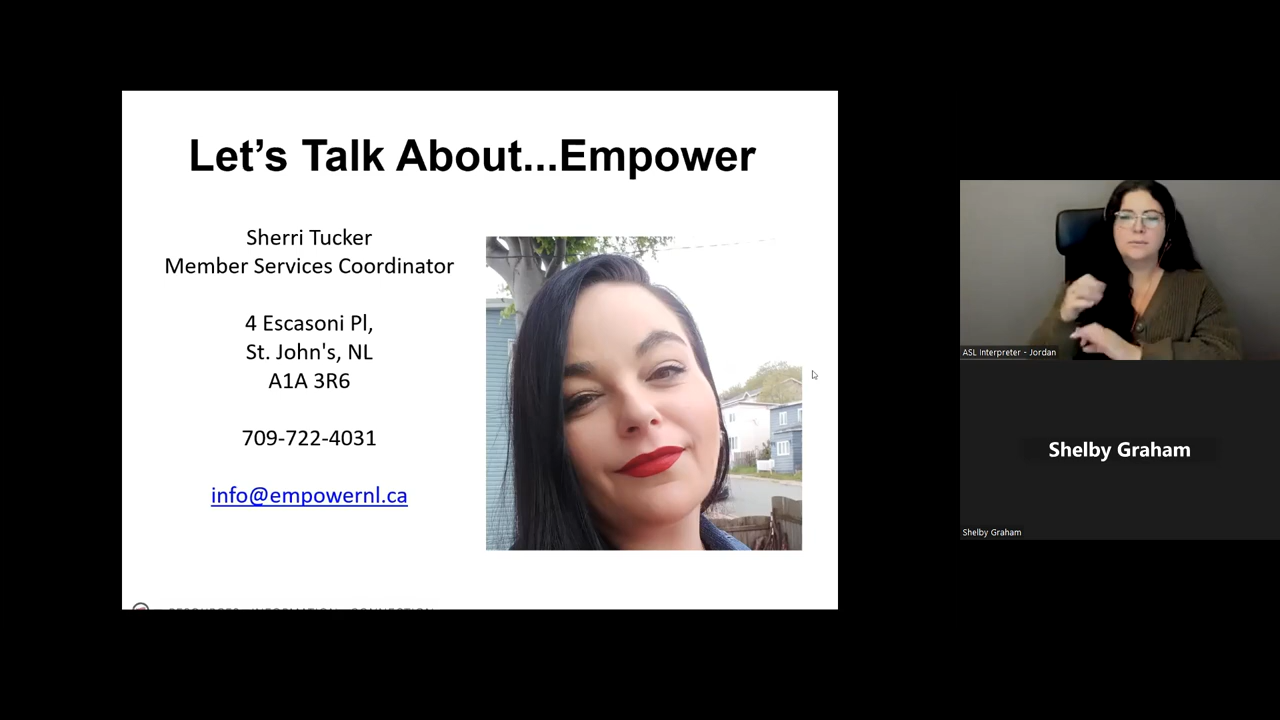 Let’s Talk About...Empower
Sherri Tucker
Member Services Coordinator
4 Escasoni Pl,
St. John's, NL
A1A 3R6
709-722-4031
info@empowernl.ca
ASL Interpreter - Jordan
Shelby Graham
Shelby Graham